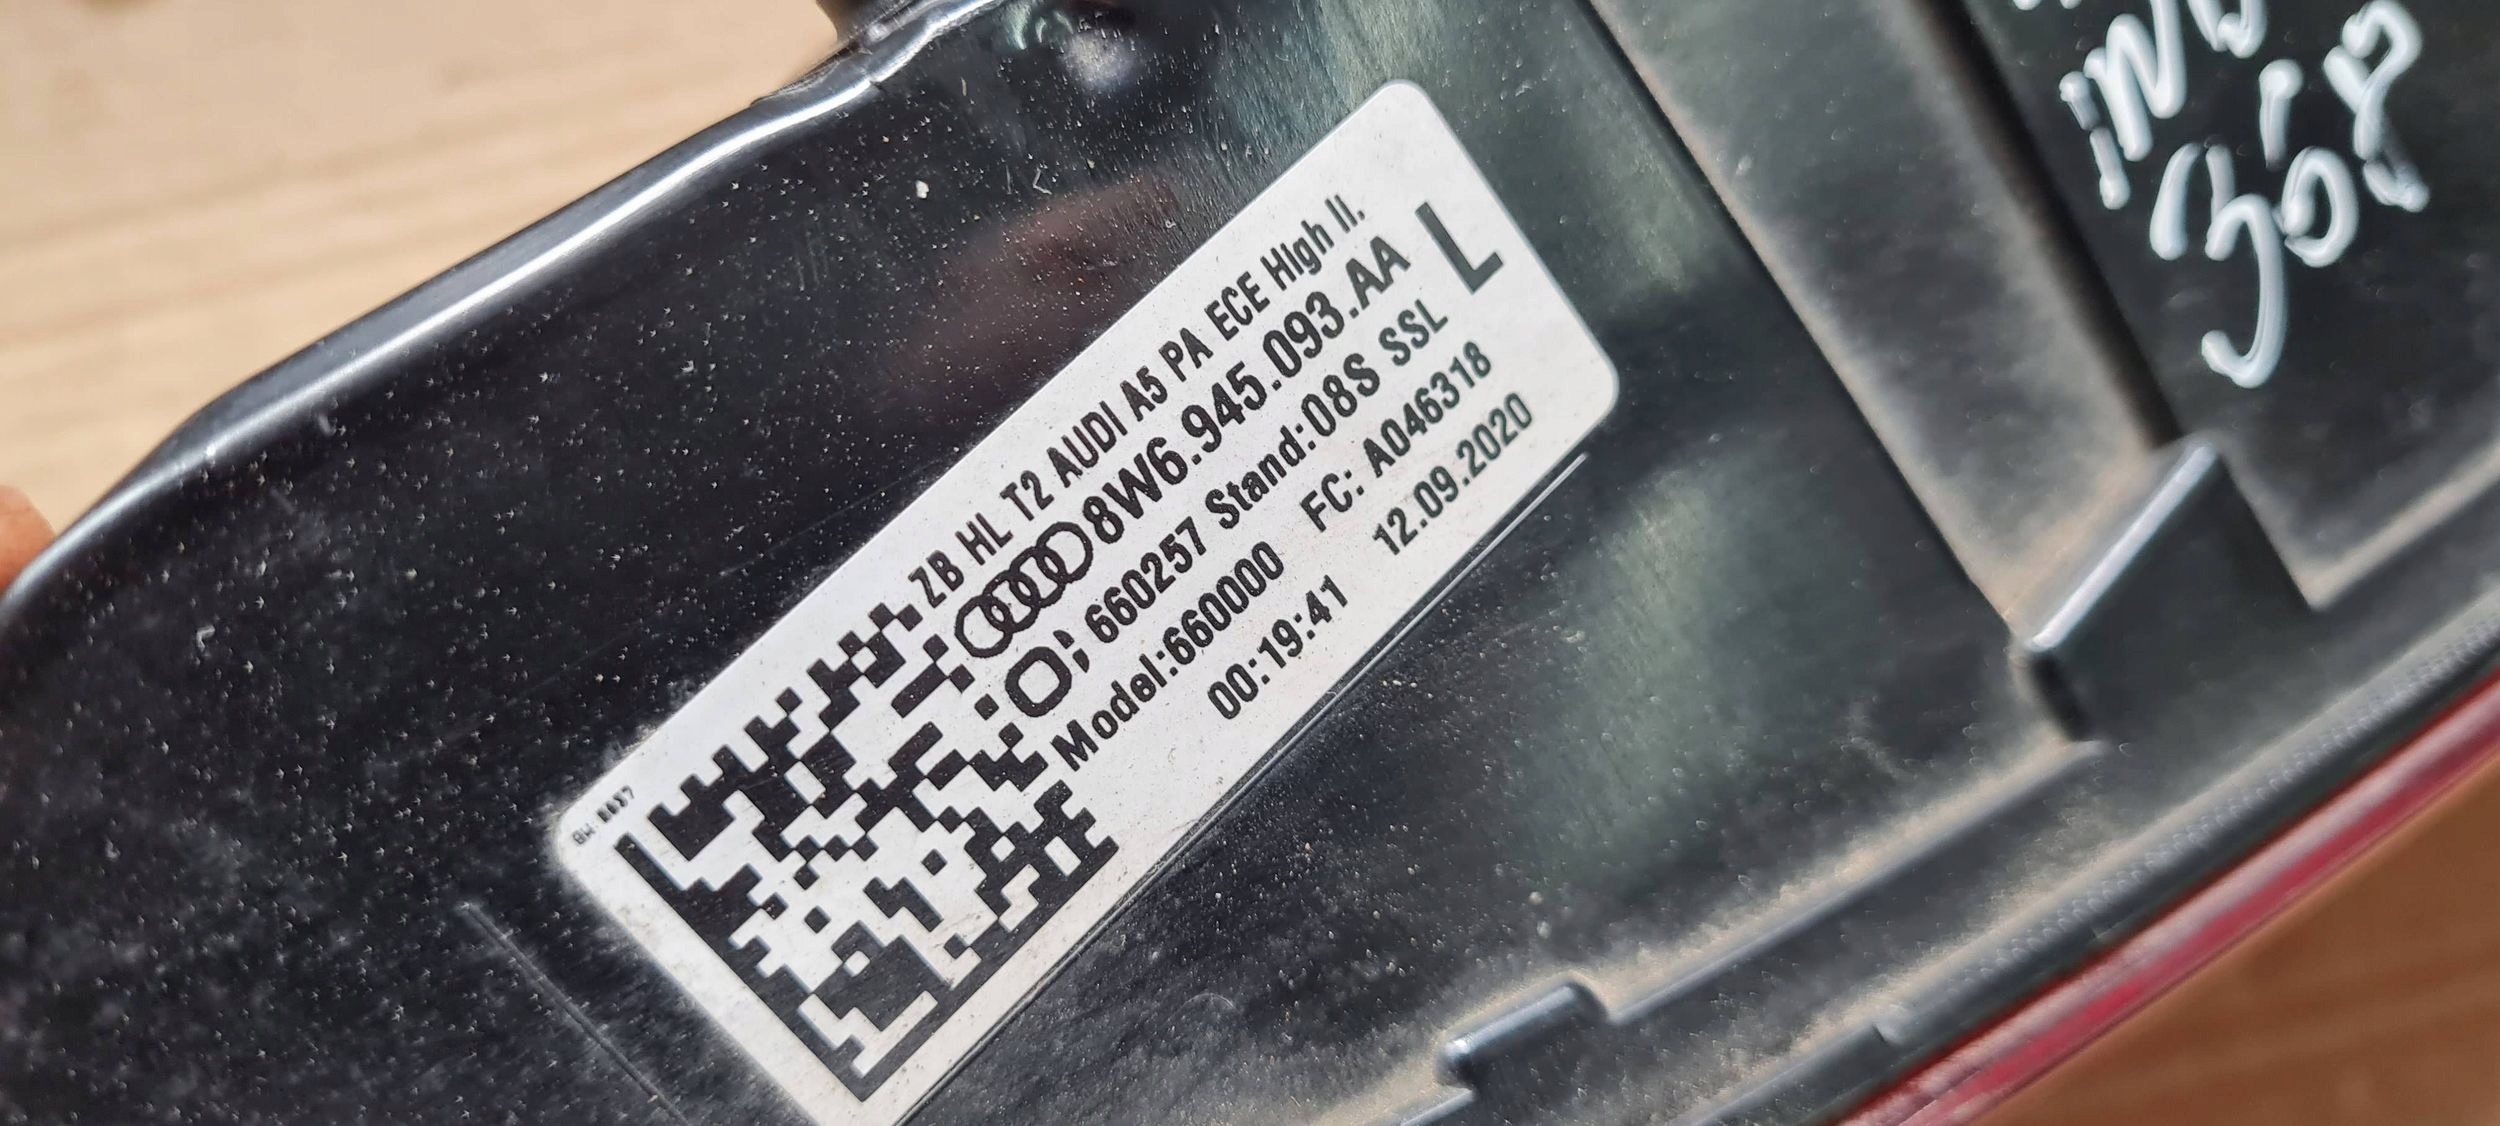 ZB HL T2 AUDI A5 PA ECE HIgh II.
8W6.945.093.AA L
660257 Stand:08S SSL
Model:660000 FC: A046318
00:19:41 12.09.2020